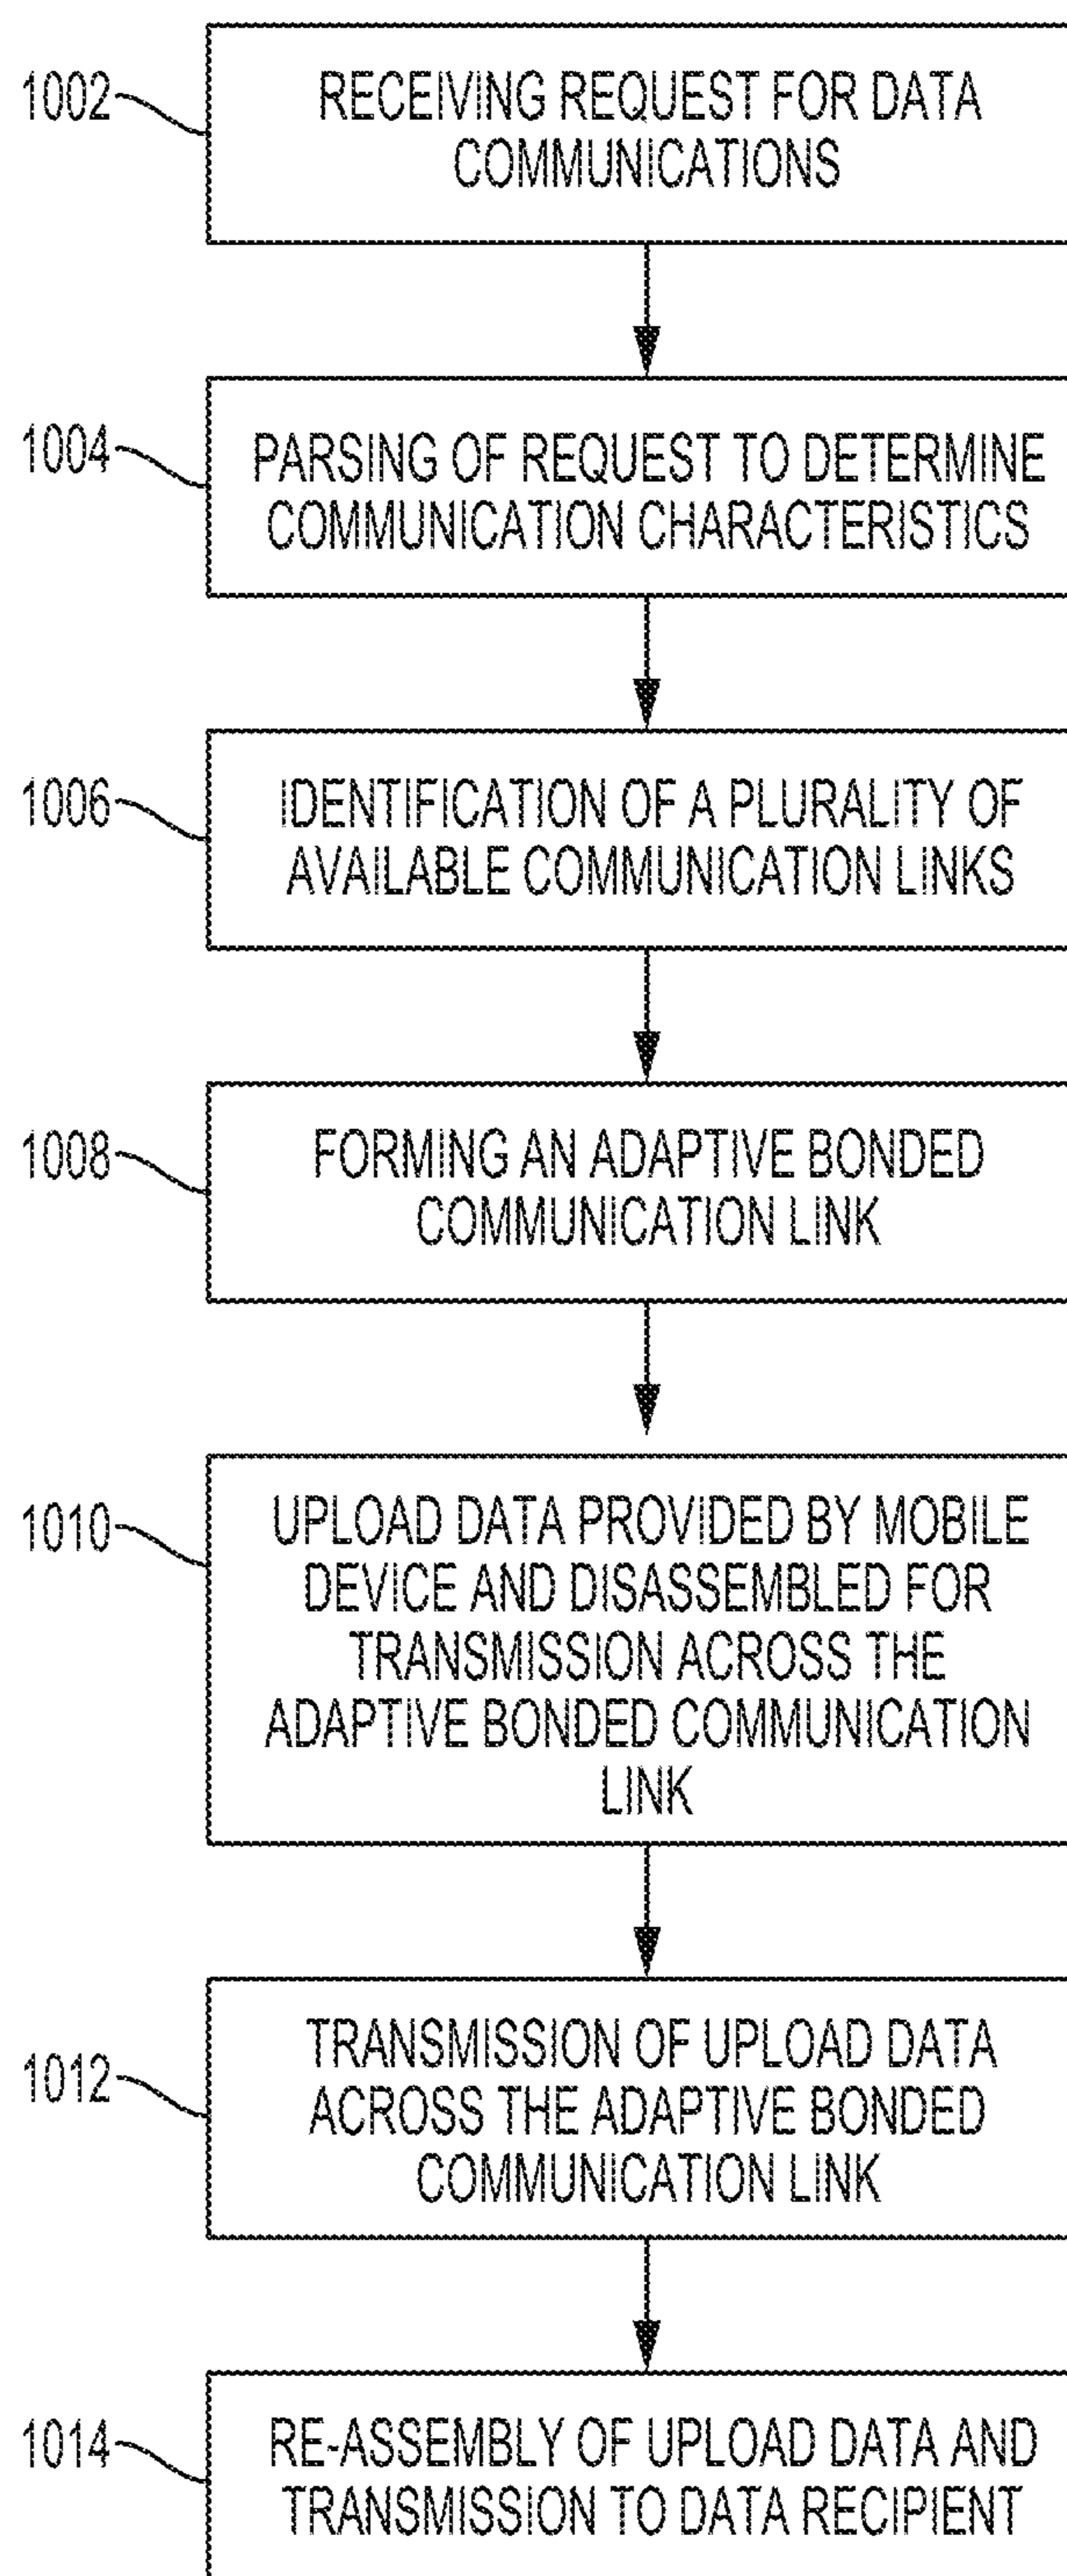 1002
RECEIVING REQUEST FOR DATA
COMMUNICATIONS
1004
PARSING OF REQUEST TO DETERMINE
COMMUNICATION CHARACTERISTICS
1006
IDENTIFICATION OF A PLURALITY OF
AVAILABLE COMMUNICATION LINKS
1008
FORMING AN ADAPTIVE BONDED
COMMUNICATION LINK
1010
UPLOAD DATA PROVIDED BY MOBILE
DEVICE AND DISASSEMBLED FOR
TRANSMISSION ACROSS THE
ADAPTIVE BONDED COMMUNICATION
LINK
1012
TRANSMISSION OF UPLOAD DATA
ACROSS THE ADAPTIVE BONDED
COMMUNICATION LINK
1014
RE-ASSEMBLY OF UPLOAD DATA AND
TRANSMISSION TO DATA RECIPIENT